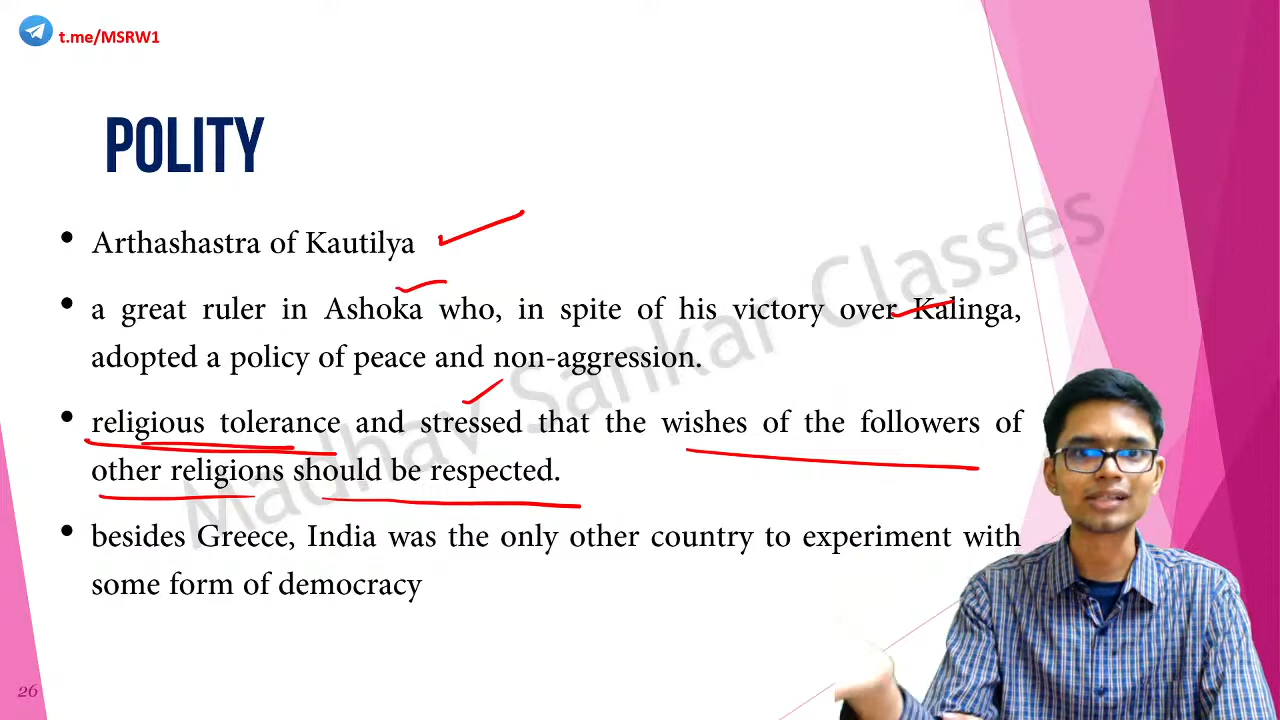 t.me/MSRW1
POLITY
• Arthashastra of Kautilya
• a great ruler in Ashoka who, in spite of his victory over Kalinga,
adopted a policy of peace and non-aggression.
• religious tolerance and stressed that the wishes of the followers of
other religions should be respected.
• besides Greece, India was the only other country to experiment with
some form of democracy
Madhav Sankar Classes
26